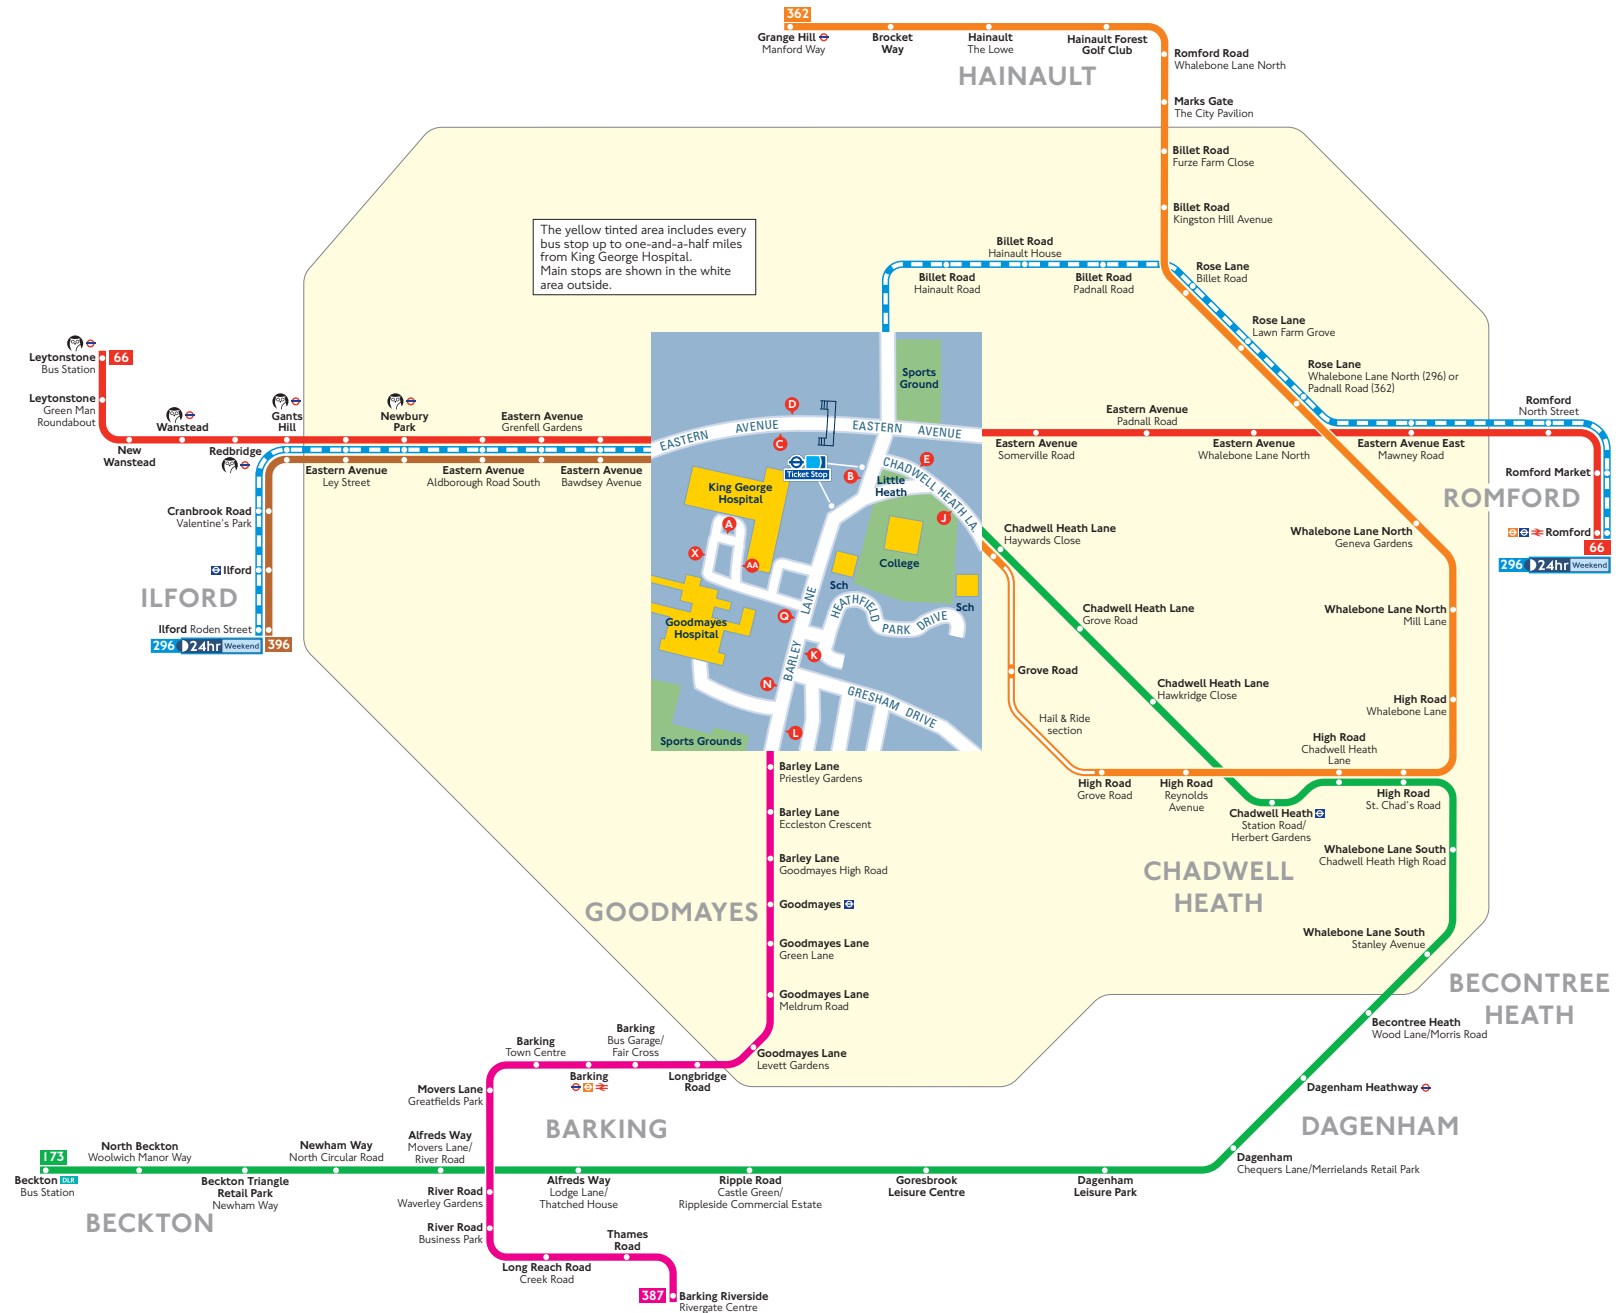 362
Grange Hill
Manford Way
Brocket
Way
Hainault
The Lowe
Hainault Forest
Golf Club
HAINAULT
Romford Road
Whalebone Lane North
Marks Gate
The City Pavilion
Billet Road
Furze Farm Close
Billet Road
Kingston Hill Avenue
The yellow tinted area includes every
bus stop up to one-and-a-half miles
from King George Hospital.
Main stops are shown in the white
area outside.
Billet Road
Hainault House
Billet Road
Hainault Road
Billet Road
Padnall Road
Rose Lane
Billet Road
Rose Lane
Lawn Farm Grove
Rose Lane
Whalebone Lane North (296) or
Padnall Road (362)
Leytonstone
Bus Station
66
Leytonstone
Green Man
Roundabout
New
Wanstead
Wanstead
Redbridge
Gants
Hill
Newbury
Park
Eastern Avenue
Grenfell Gardens
Eastern Avenue
Ley Street
Eastern Avenue
Aldborough Road South
Eastern Avenue
Bawdsey Avenue
Cranbrook Road
Valentine's Park
Ilford
ILFORD
Ilford Roden Street
296
24hr
Weekend
396
Sports
Ground
D
EASTERN
AVENUE
C
EASTERN
AVENUE
Ticket Stop
B
E
CHADWELL HEATH LA.
Little
Heath
King George
Hospital
A
J
X
AA
College
Sch
Sch
Q
LANE
HEATHFIELD
PARK
DRIVE
Goodmayes
Hospital
K
BARLEY
N
GRESHAM
DRIVE
L
Sports Grounds
Eastern Avenue
Somerville Road
Eastern Avenue
Padnall Road
Eastern Avenue
Whalebone Lane North
Eastern Avenue East
Mawney Road
Romford
North Street
Romford Market
ROMFORD
Romford
66
296
24hr
Weekend
Chadwell Heath Lane
Haywards Close
Chadwell Heath Lane
Grove Road
Chadwell Heath Lane
Hawkridge Close
Grove Road
Hail & Ride
section
Whalebone Lane North
Geneva Gardens
Whalebone Lane North
Mill Lane
High Road
Whalebone Lane
High Road
Chadwell Heath
Lane
High Road
Grove Road
High Road
Reynolds
Avenue
High Road
St. Chad's Road
Chadwell Heath
Station Road/
Herbert Gardens
Whalebone Lane South
Chadwell Heath High Road
CHADWELL
HEATH
Whalebone Lane South
Stanley Avenue
BECONTREE
HEATH
Becontree Heath
Wood Lane/Morris Road
Dagenham Heathway
DAGENHAM
Dagenham
Chequers Lane/Merrielands Retail Park
Barley Lane
Priestley Gardens
Barley Lane
Eccleston Crescent
Barley Lane
Goodmayes High Road
GOODMAYES
Goodmayes
Goodmayes Lane
Green Lane
Goodmayes Lane
Meldrum Road
Goodmayes Lane
Levett Gardens
Longbridge
Road
Barking
Bus Garage/
Fair Cross
Barking
Barking
Town Centre
BARKING
Movers Lane
Greatfields Park
Alfreds Way
Movers Lane/
River Road
173
Beckton
DLR
Bus Station
North Beckton
Woolwich Manor Way
Beckton Triangle
Retail Park
Newham Way
Newham Way
North Circular Road
BECKTON
River Road
Waverley Gardens
River Road
Business Park
Alfreds Way
Lodge Lane/
Thatched House
Ripple Road
Castle Green/
Rippleside Commercial Estate
Goresbrook
Leisure Centre
Dagenham
Leisure Park
Long Reach Road
Creek Road
Thames
Road
387
Barking Riverside
Rivergate Centre